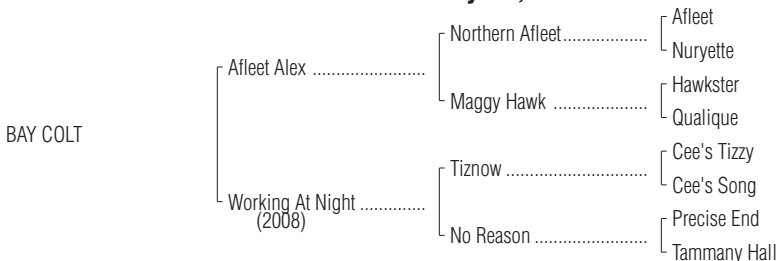 Afleet
Northern Afleet..................
Nuryette
Afleet Alex ........................
Hawkster
Maggy Hawk ....................
Qualique
BAY COLT
Cee's Tizzy
Tiznow ..............................
Cee's Song
Working At Night ..............
(2008)
Precise End
No Reason ........................
Tammany Hall